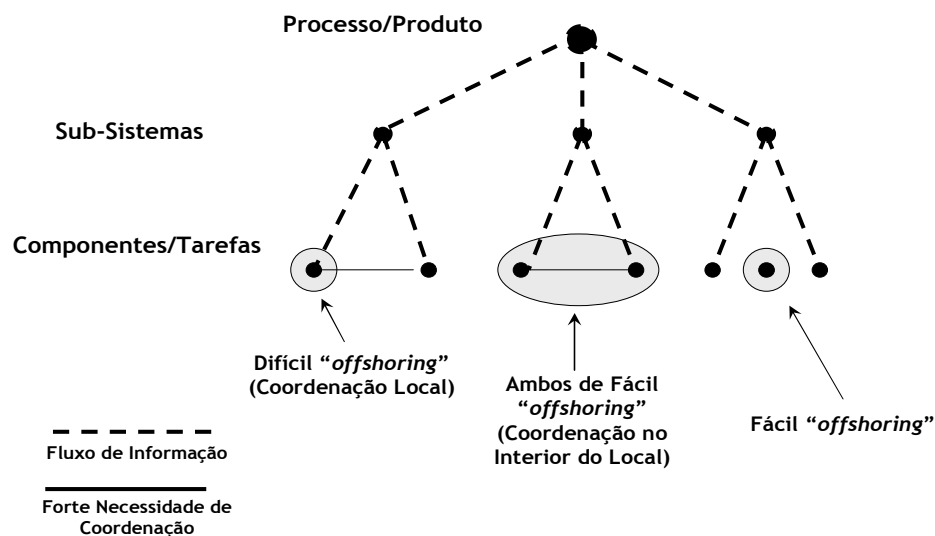 Processo/Produto
Sub-Sistemas
Componentes/Tarefas
Difícil “offshoring”
(Coordenação Local)
Ambos de Fácil
“offshoring”
(Coordenação no
Interior do Local)
Fácil “offshoring”
Fluxo de Informação
Forte Necessidade de
Coordenação